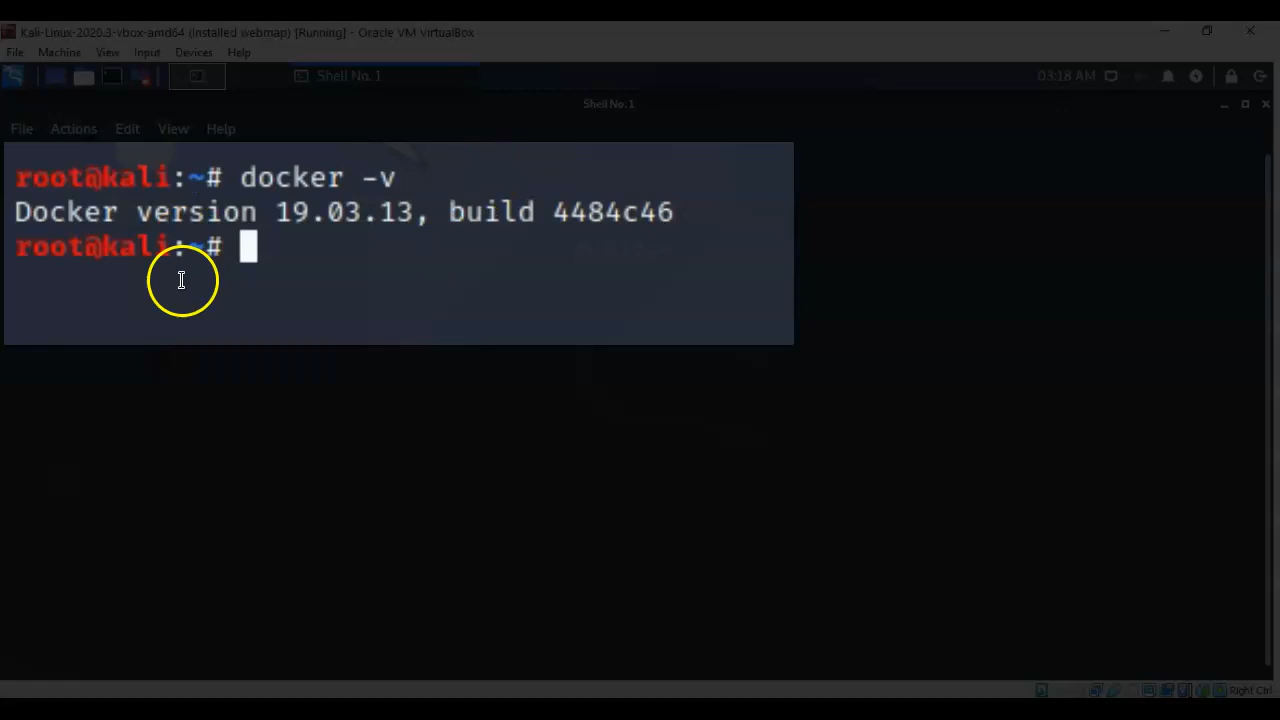 Kali-Linux-2020.3-vbox-amd64 (Installed webmap) [Running] - Oracle VM VirtualBox
File Machine View Input Devices Help
Shell No. 1
03:18 AM
Shell No. 1
File Actions Edit View Help
root@kali:~# docker -v
Docker version 19.03.13, build 4484c46
root@kali:~#
Right Ctrl